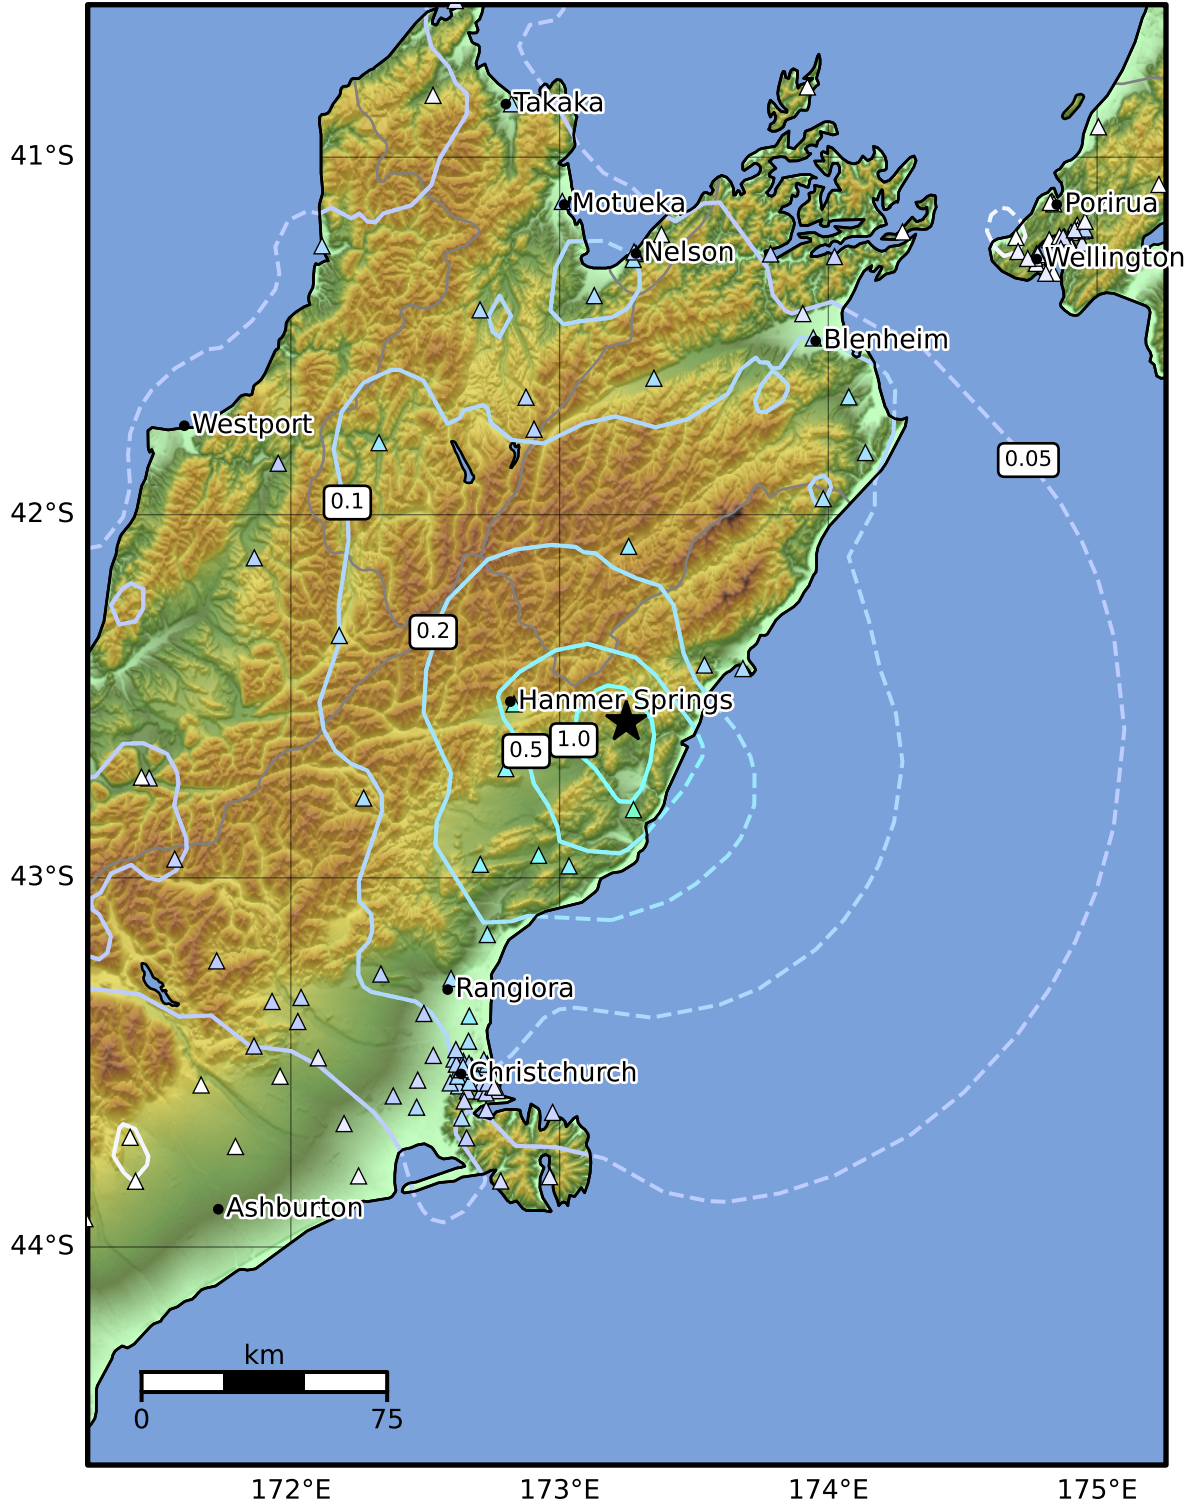 Takaka
41°S
Motueka
Porirua
Nelson
Wellington
Blenheim
Westport
0.05
0.1
42°S
0.2
Hanmer Springs
1.0
0.5
43°S
Rangiora
Christchurch
Ashburton
44°S
km
0
75
172°E
173°E
174°E
175°E